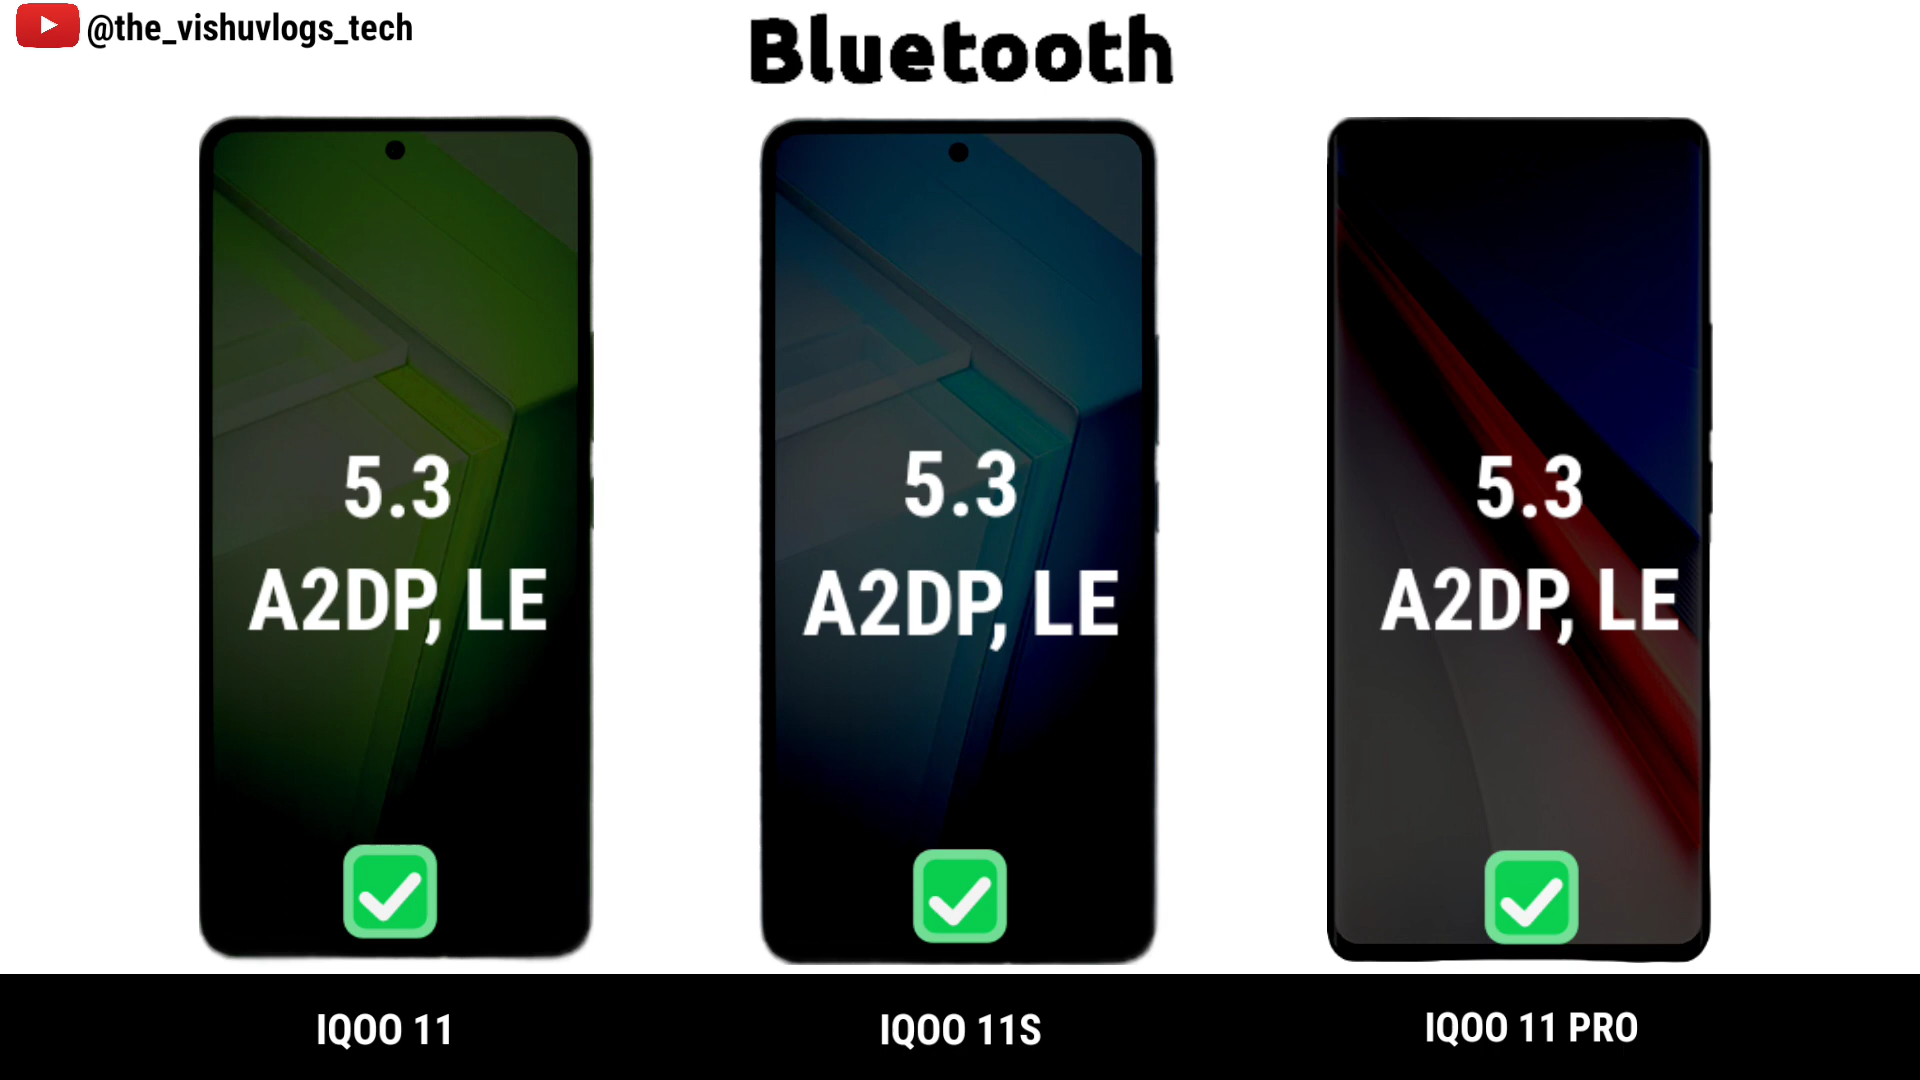 @the_vishuvlogs_tech
Bluetooth
5.3
A2DP, LE
5.3
A2DP, LE
5.3
A2DP, LE
IQOO 11
IQOO 11S
IQOO 11 PRO